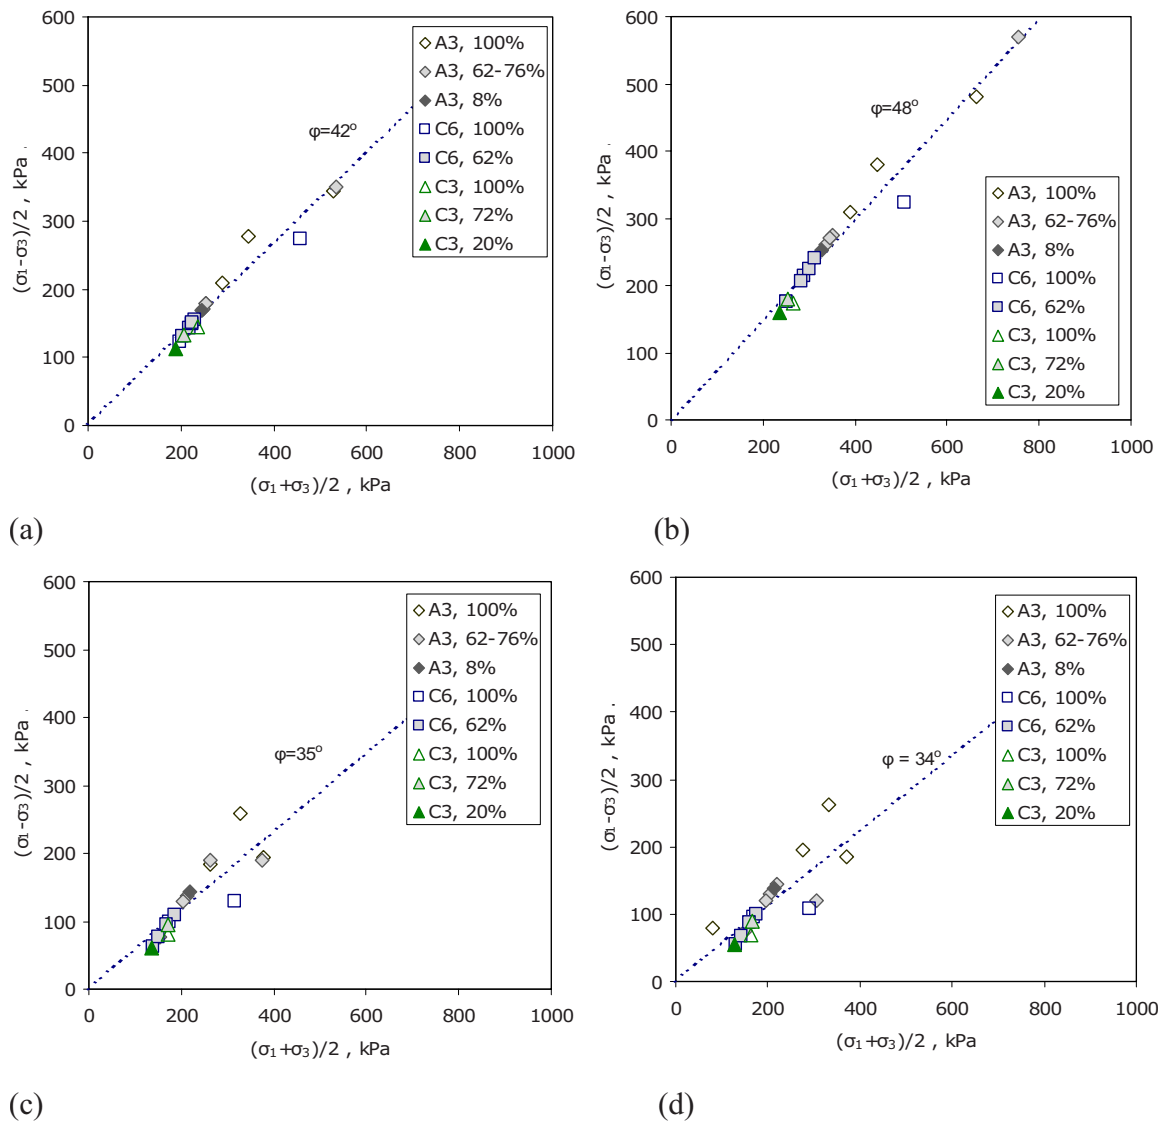 600
500
400
300
200
100
0
0 200 400 600 800 1000
(σ1-σ3)/2 , kPa .
(σ1+σ3)/2 , kPa
φ=42o
A3, 100%
A3, 62-76%
A3, 8%
C6, 100%
C6, 62%
C3, 100%
C3, 72%
C3, 20%
(a)
600
500
400
300
200
100
0
0 200 400 600 800 1000
(σ1-σ3)/2 , kPa .
(σ1+σ3)/2 , kPa
φ=48o
A3, 100%
A3, 62-76%
A3, 8%
C6, 100%
C6, 62%
C3, 100%
C3, 72%
C3, 20%
(b)
600
500
400
300
200
100
0
0 200 400 600 800 1000
(σ1-σ3)/2 , kPa .
(σ1+σ3)/2 , kPa
φ=35o
A3, 100%
A3, 62-76%
A3, 8%
C6, 100%
C6, 62%
C3, 100%
C3, 72%
C3, 20%
(c)
600
500
400
300
200
100
0
0 200 400 600 800 1000
(σ1-σ3)/2 , kPa .
(σ1+σ3)/2 , kPa
φ = 34o
A3, 100%
A3, 62-76%
A3, 8%
C6, 100%
C6, 62%
C3, 100%
C3, 72%
C3, 20%
(d)